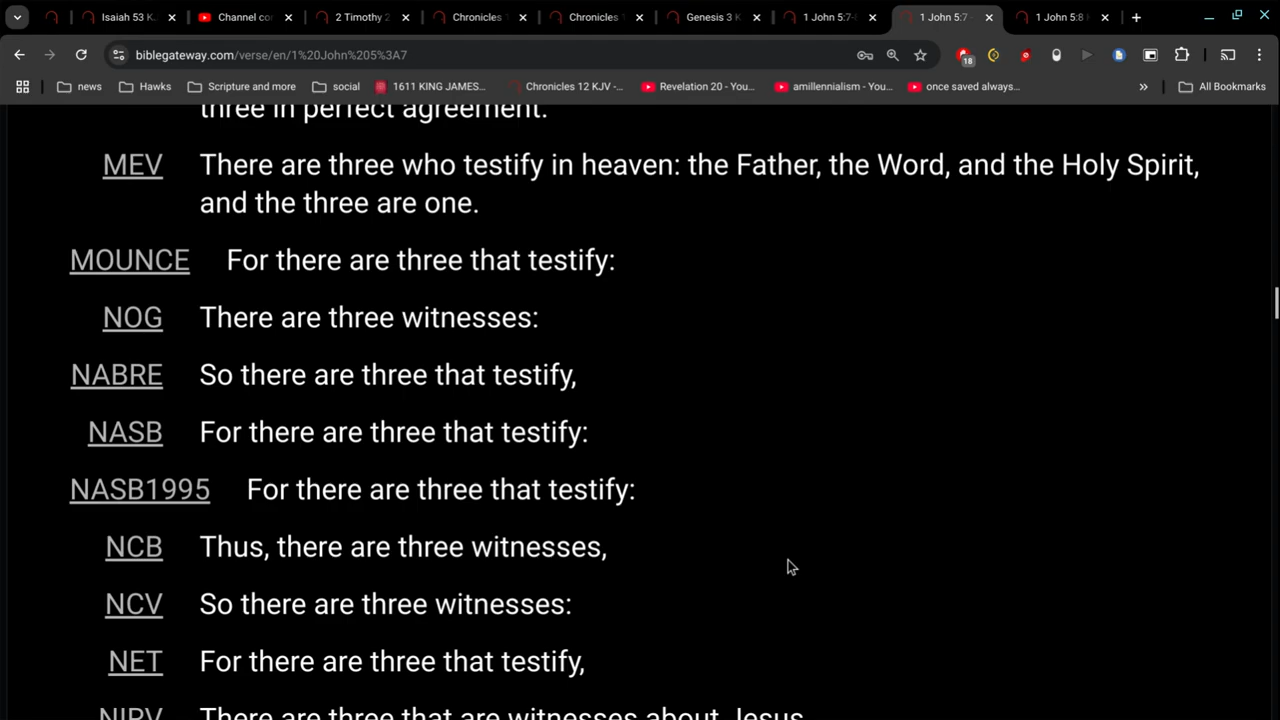 Isaiah 53 K
Channel co
2 Timothy 2
Chronicles 1
Chronicles
Genesis 3 K
1 John 5:7-
1 John 5:7 -
1 John 5:8
biblegateway.com/verse/en/1%20John%205%3A7
18
news
Hawks
Scripture and more
social
1611 KING JAMES...
Chronicles 12 KJV -...
Revelation 20 - You...
amillennialism - You...
once saved always...
»
All Bookmarks
three in perfect agreement.
MEV There are three who testify in heaven: the Father, the Word, and the Holy Spirit,
and the three are one.
MOUNCE For there are three that testify:
NOG There are three witnesses:
NABRE So there are three that testify,
NASB For there are three that testify:
NASB1995 For there are three that testify:
NCB Thus, there are three witnesses,
NCV So there are three witnesses:
NET For there are three that testify,
NIRV There are three that are witnesses about Jesus.